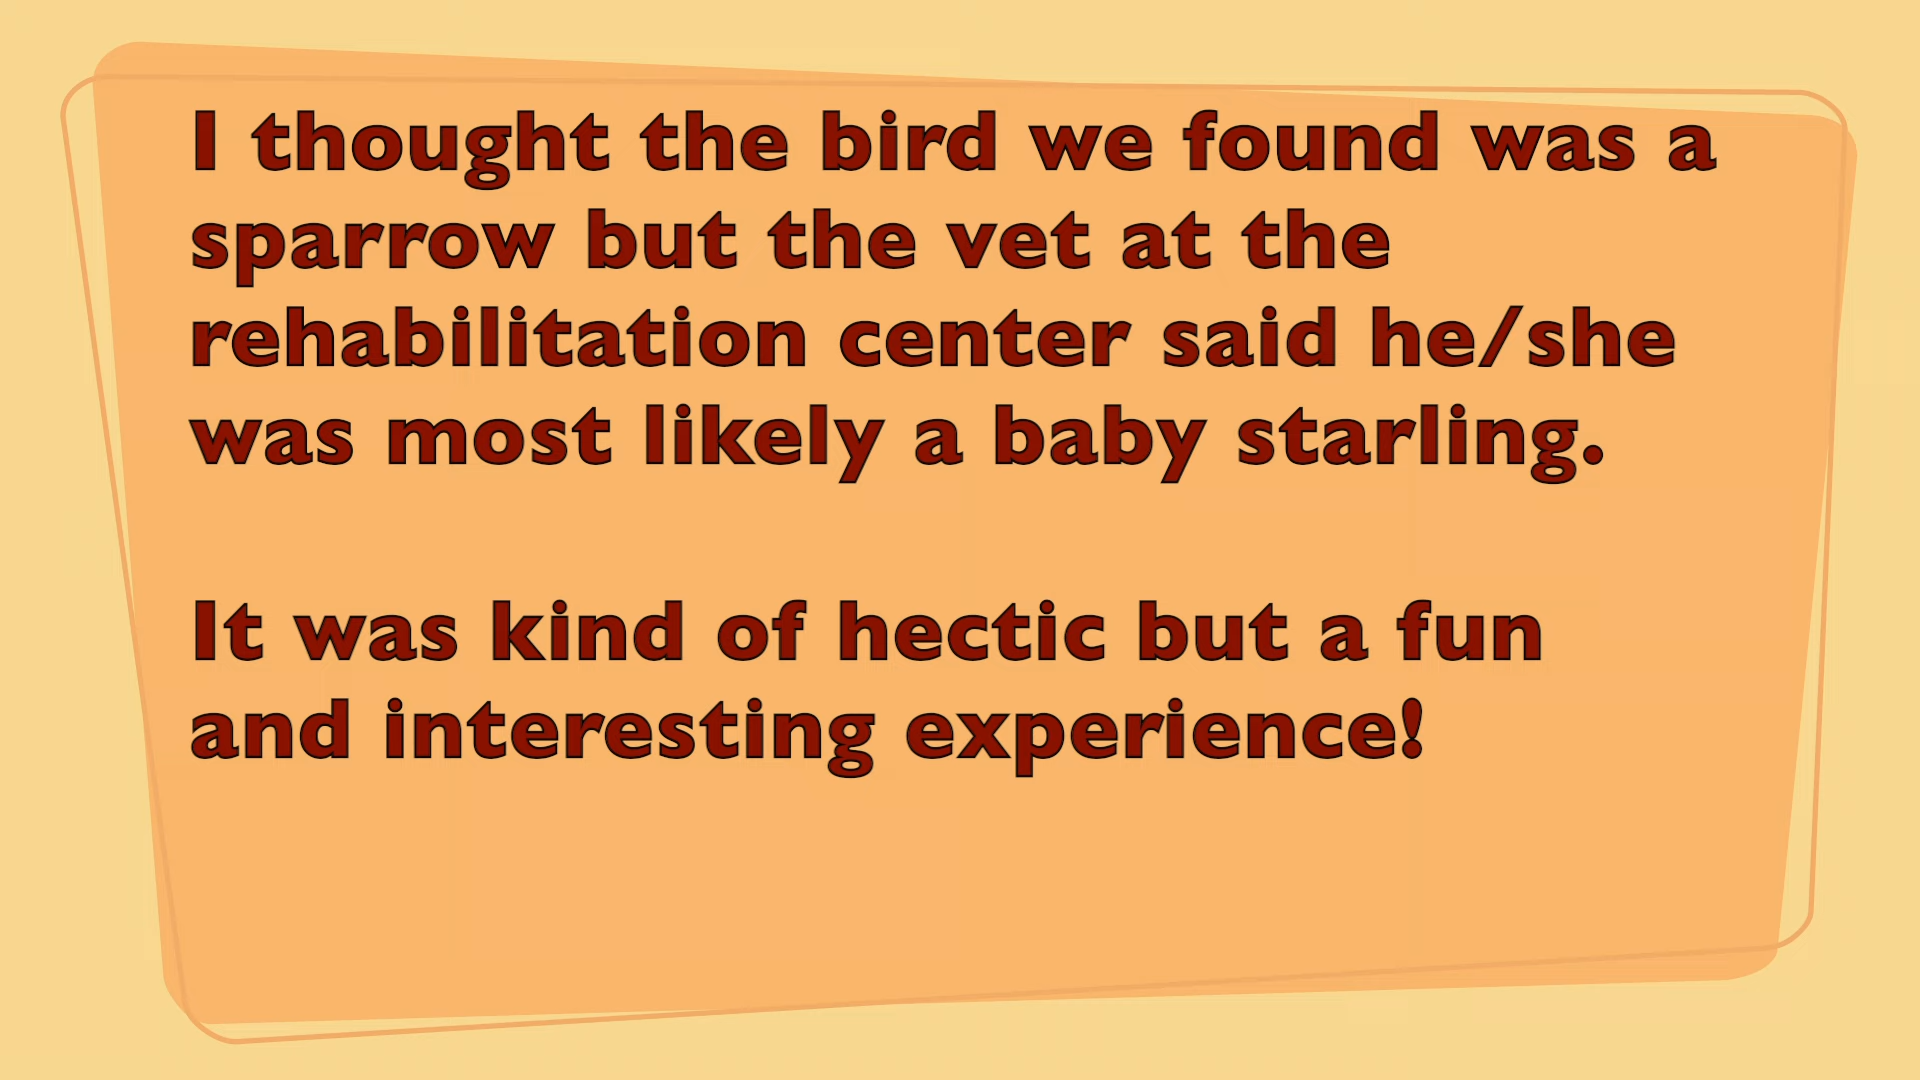 I thought the bird we found was a
sparrow but the vet at the
rehabilitation center said he/she
was most likely a baby starling.
It was kind of hectic but a fun
and interesting experience!